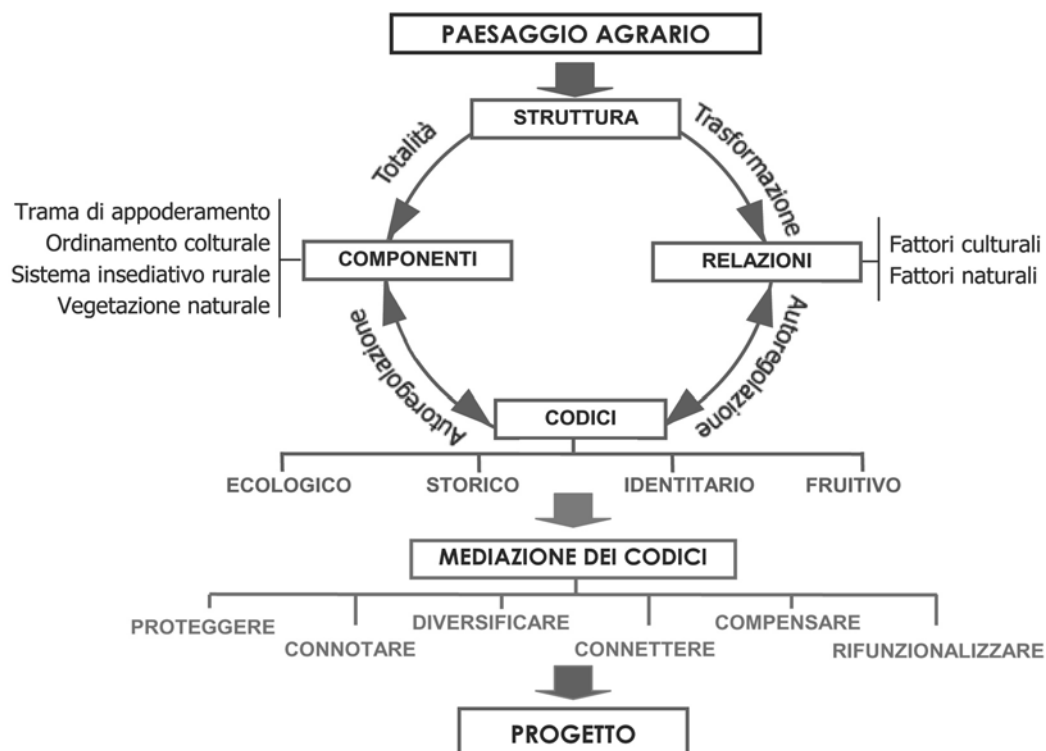 PAESAGGIO AGRARIO
STRUTTURA
Totalità
Trasformazione
Trama di appoderamento
Ordinamento colturale
Sistema insediativo rurale
Vegetazione naturale
COMPONENTI
RELAZIONI
Fattori culturali
Fattori naturali
Autoregolazione
Autoregolazione
CODICI
ECOLOGICO
STORICO
IDENTITARIO
FRUITIVO
MEDIAZIONE DEI CODICI
PROTEGGERE
CONNOTARE
DIVERSIFICARE
CONNETTERE
COMPENSARE
RIFUNZIONALIZZARE
PROGETTO